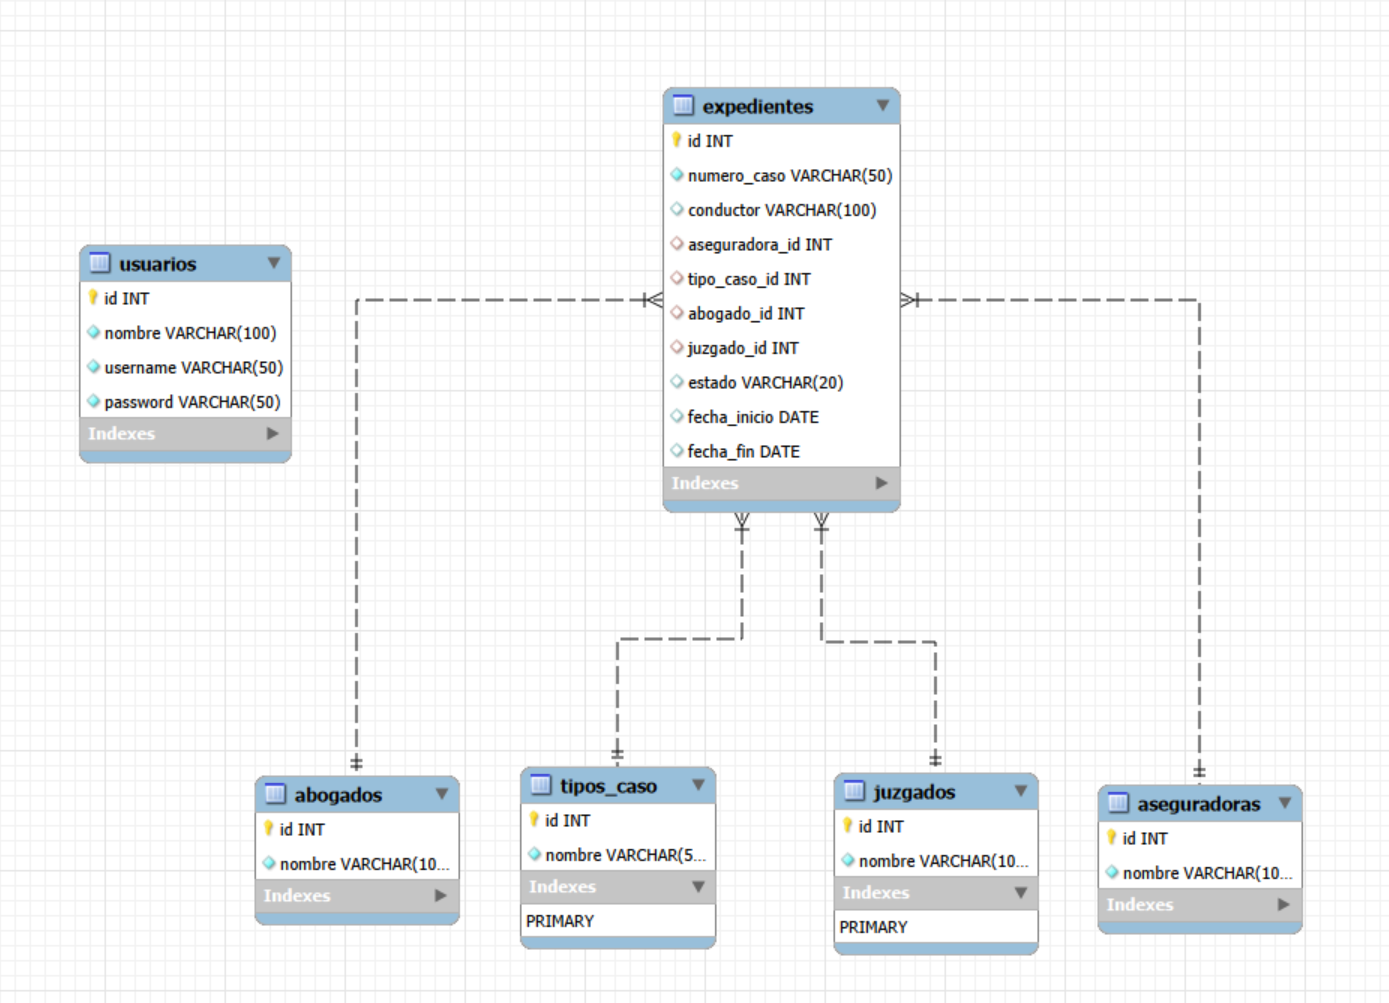 expedientes
id INT
numero_caso VARCHAR(50)
conductor VARCHAR(100)
aseguradora_id INT
tipo_caso_id INT
abogado_id INT
juzgado_id INT
estado VARCHAR(20)
fecha_inicio DATE
fecha_fin DATE
Indexes
usuarios
id INT
nombre VARCHAR(100)
username VARCHAR(50)
password VARCHAR(50)
Indexes
abogados
id INT
nombre VARCHAR(10...
Indexes
tipos_caso
id INT
nombre VARCHAR(5...
Indexes
PRIMARY
juzgados
id INT
nombre VARCHAR(10...
Indexes
PRIMARY
aseguradoras
id INT
nombre VARCHAR(10...
Indexes